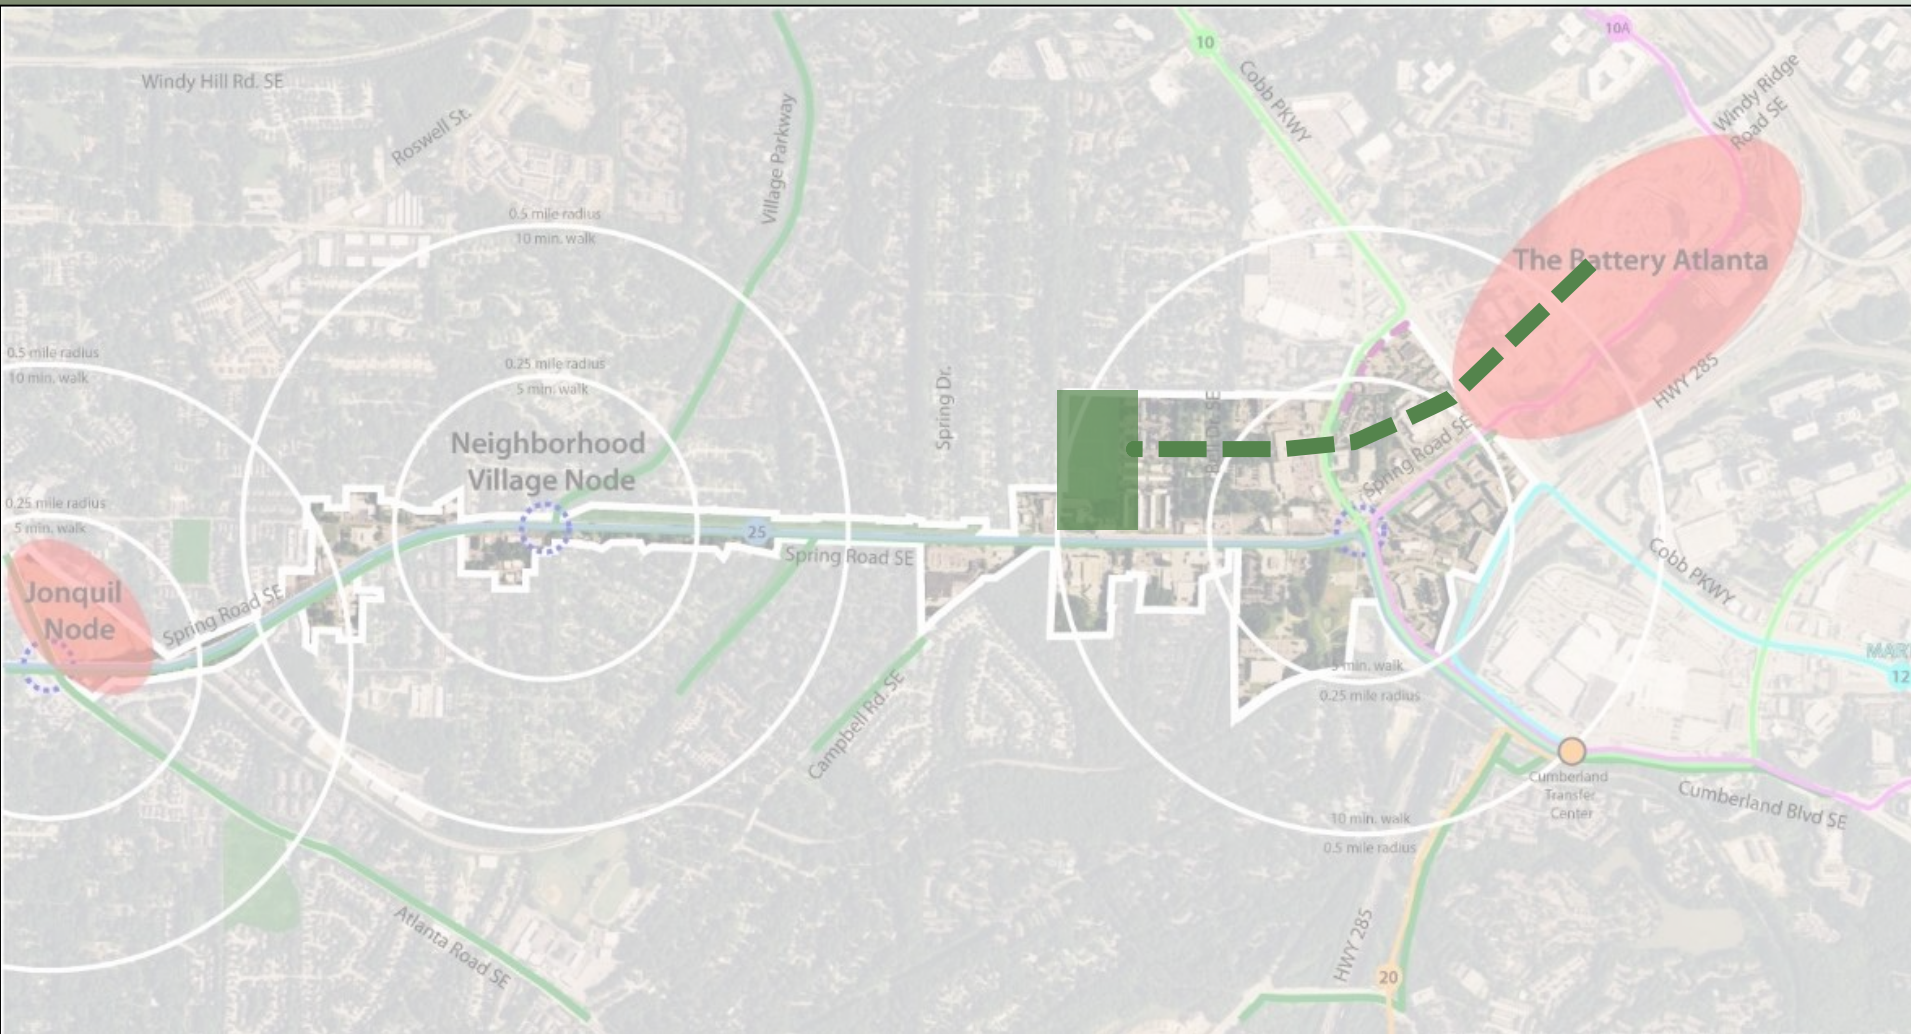 10A
10
Cobb PKWY
Windy Ridge
Road SE
Windy Hill Rd. SE
Roswell St.
Village Parkway
0.5 mile radius
10 min. walk
The Battery Atlanta
0.5 mile radius
10 min. walk
0.25 mile radius
5 min. walk
Spring Dr.
HWY 285
Neighborhood
Village Node
Spring Road SE
0.25 mile radius
5 min. walk
25
Spring Road SE
Cobb PKWY
Jonquil
Node
Spring Road SE
5 min. walk
0.25 mile radius
MAR
12
Campbell Rd. SE
Cumberland
Transfer
Center
Cumberland Blvd SE
10 min. walk
0.5 mile radius
Atlanta Road SE
HWY 285
20